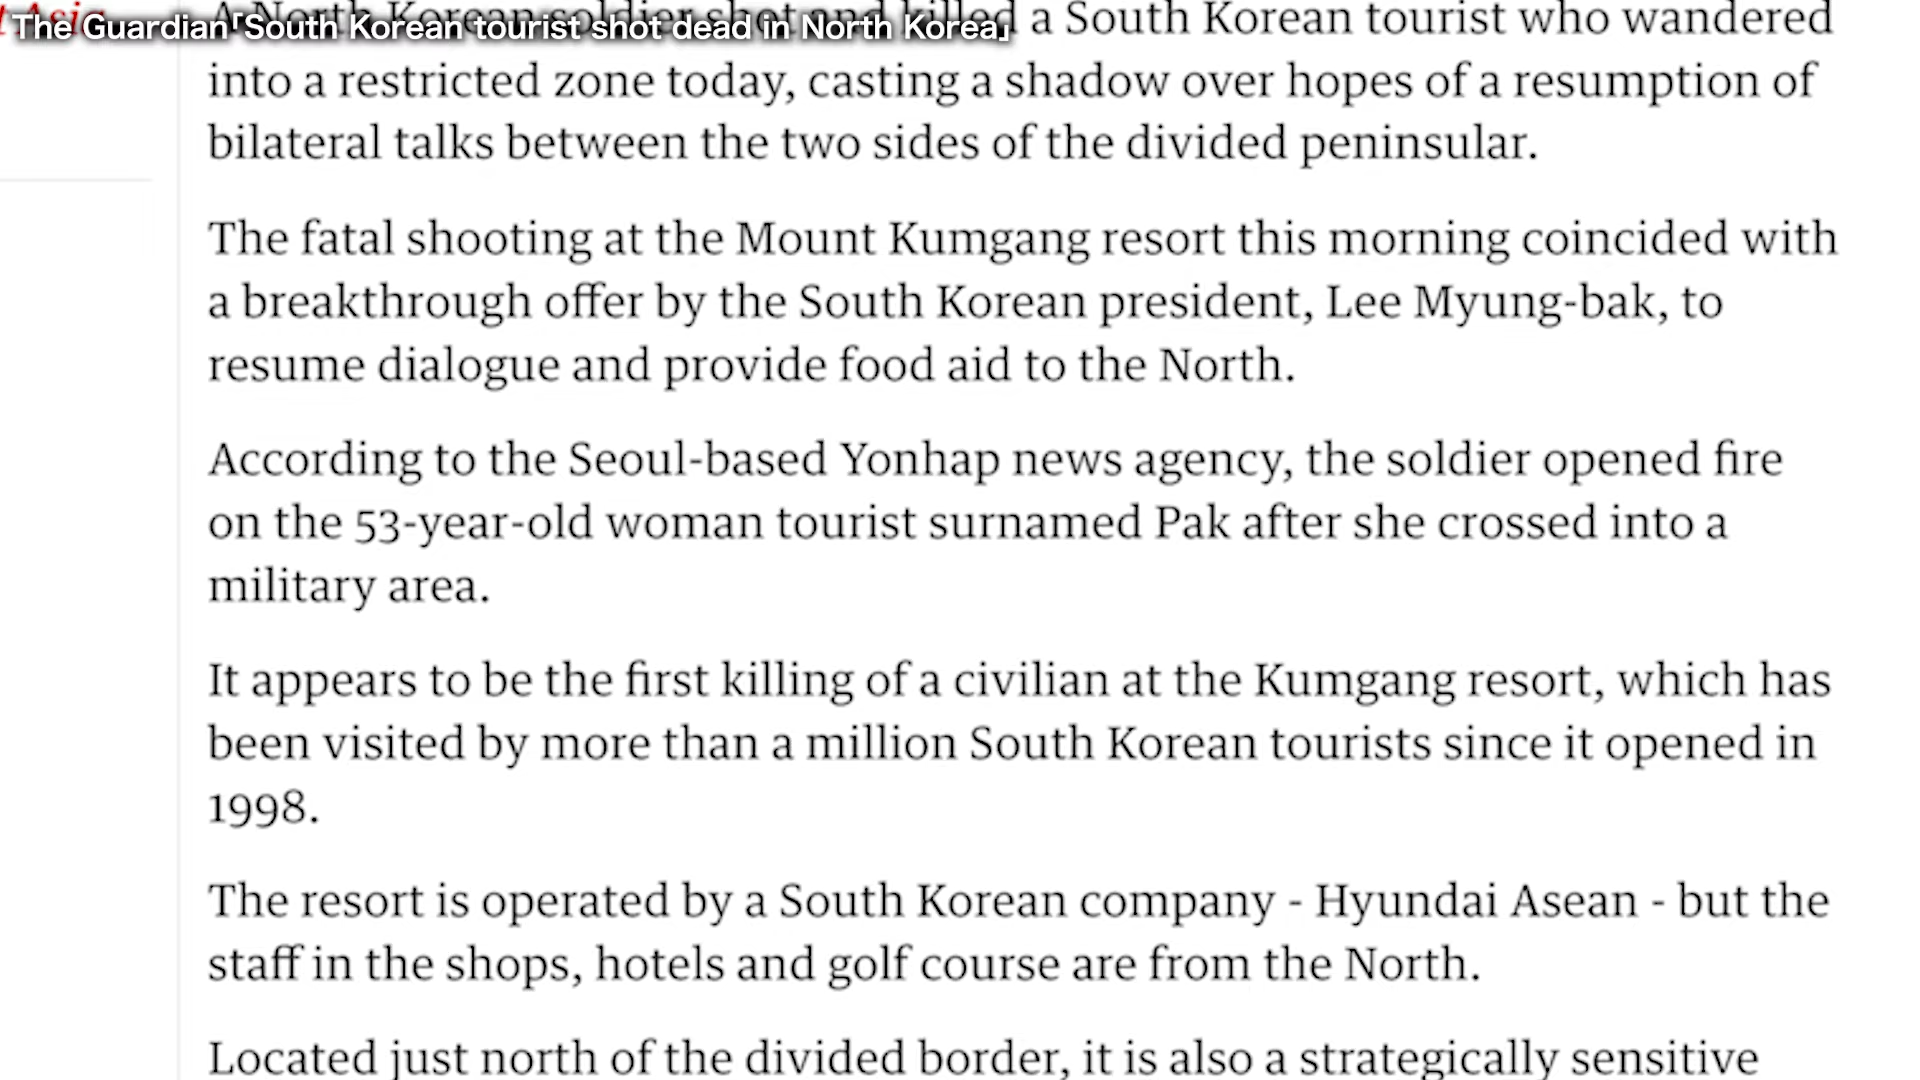 The Guardian「South Korean tourist shot dead in North Korea」
t Asia
A North Korean soldier shot and killed a South Korean tourist who wandered
into a restricted zone today, casting a shadow over hopes of a resumption of
bilateral talks between the two sides of the divided peninsular.
The fatal shooting at the Mount Kumgang resort this morning coincided with
a breakthrough offer by the South Korean president, Lee Myung-bak, to
resume dialogue and provide food aid to the North.
According to the Seoul-based Yonhap news agency, the soldier opened fire
on the 53-year-old woman tourist surnamed Pak after she crossed into a
military area.
It appears to be the first killing of a civilian at the Kumgang resort, which has
been visited by more than a million South Korean tourists since it opened in
1998.
The resort is operated by a South Korean company - Hyundai Asean - but the
staff in the shops, hotels and golf course are from the North.
Located just north of the divided border, it is also a strategically sensitive